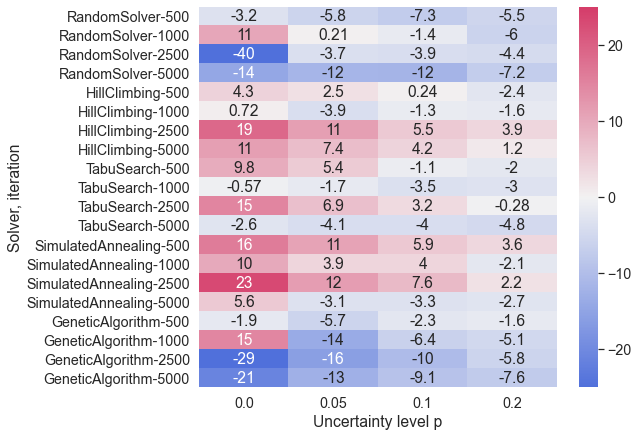 RandomSolver-500 -3.2 -5.8 -7.3 -5.5
RandomSolver-1000 11 0.21 -1.4 -6
RandomSolver-2500 -40 -3.7 -3.9 -4.4
RandomSolver-5000 -14 -12 -12 -7.2
HillClimbing-500 4.3 2.5 0.24 -2.4
HillClimbing-1000 0.72 -3.9 -1.3 -1.6
HillClimbing-2500 19 11 5.5 3.9
HillClimbing-5000 11 7.4 4.2 1.2
TabuSearch-500 9.8 5.4 -1.1 -2
TabuSearch-1000 -0.57 -1.7 -3.5 -3
TabuSearch-2500 15 6.9 3.2 -0.28
TabuSearch-5000 -2.6 -4.1 -4 -4.8
SimulatedAnnealing-500 16 11 5.9 3.6
SimulatedAnnealing-1000 10 3.9 4 -2.1
SimulatedAnnealing-2500 23 12 7.6 2.2
SimulatedAnnealing-5000 5.6 -3.1 -3.3 -2.7
GeneticAlgorithm-500 -1.9 -5.7 -2.3 -1.6
GeneticAlgorithm-1000 15 -14 -6.4 -5.1
GeneticAlgorithm-2500 -29 -16 -10 -5.8
GeneticAlgorithm-5000 -21 -13 -9.1 -7.6
0.0 0.05 0.1 0.2
Uncertainty level p
Solver, iteration
20
10
0
−10
−20